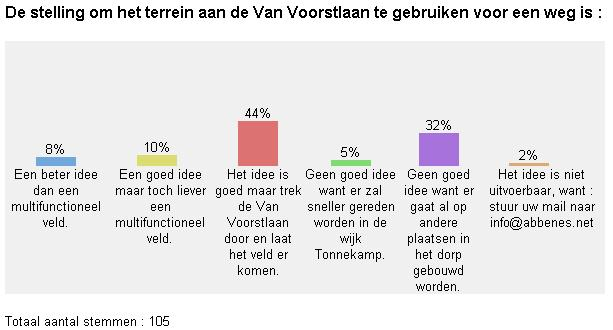 De stelling om het terrein aan de Van Voorstlaan te gebruiken voor een weg is :
8%
Een beter idee
dan een
multifunctioneel
veld.
10%
Een goed idee
maar toch liever
een
multifunctioneel
veld.
44%
Het idee is
goed maar trek
de Van
Voorstlaan
door en laat
het veld er
komen.
5%
Geen goed idee
want er zal
sneller gereden
worden in de
wijk
Tonnekamp.
32%
Geen goed
idee want er
gaat al op
andere
plaatsen in
het dorp
gebouwd
worden.
2%
Het idee is niet
uitvoerbaar, want :
stuur uw mail naar
info@abbenes.net
Totaal aantal stemmen : 105